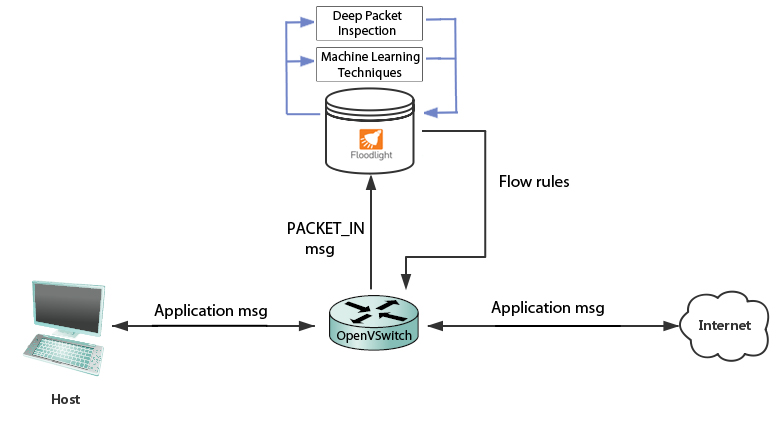 Deep Packet
Inspection
Machine Learning
Techniques
Floodlight
Flow rules
PACKET_IN
msg
Application msg
Application msg
OpenVSwitch
Internet
Host